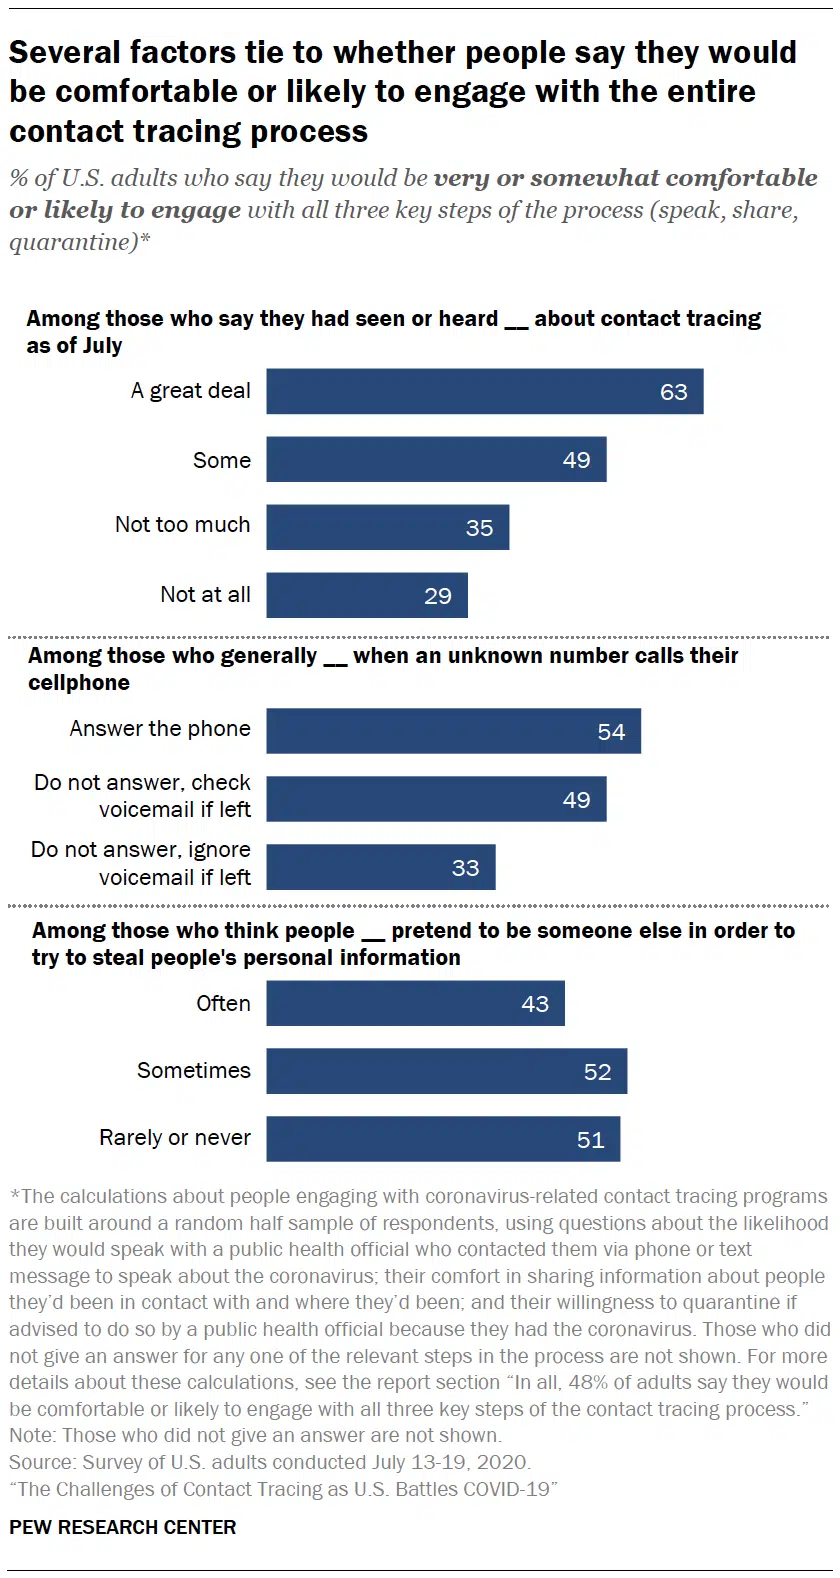 Several factors tie to whether people say they would
be comfortable or likely to engage with the entire
contact tracing process
% of U.S. adults who say they would be very or somewhat comfortable
or likely to engage with all three key steps of the process (speak, share,
quarantine)*
Among those who say they had seen or heard __ about contact tracing
as of July
A great deal 63
Some 49
Not too much 35
Not at all 29
Among those who generally __ when an unknown number calls their
cellphone
Answer the phone 54
Do not answer, check
voicemail if left 49
Do not answer, ignore
voicemail if left 33
Among those who think people __ pretend to be someone else in order to
try to steal people's personal information
Often 43
Sometimes 52
Rarely or never 51
*The calculations about people engaging with coronavirus-related contact tracing programs
are built around a random half sample of respondents, using questions about the likelihood
they would speak with a public health official who contacted them via phone or text
message to speak about the coronavirus; their comfort in sharing information about people
they’d been in contact with and where they’d been; and their willingness to quarantine if
advised to do so by a public health official because they had the coronavirus. Those who did
not give an answer for any one of the relevant steps in the process are not shown. For more
details about these calculations, see the report section “In all, 48% of adults say they would
be comfortable or likely to engage with all three key steps of the contact tracing process.”
Note: Those who did not give an answer are not shown.
Source: Survey of U.S. adults conducted July 13-19, 2020.
“The Challenges of Contact Tracing as U.S. Battles COVID-19”
PEW RESEARCH CENTER